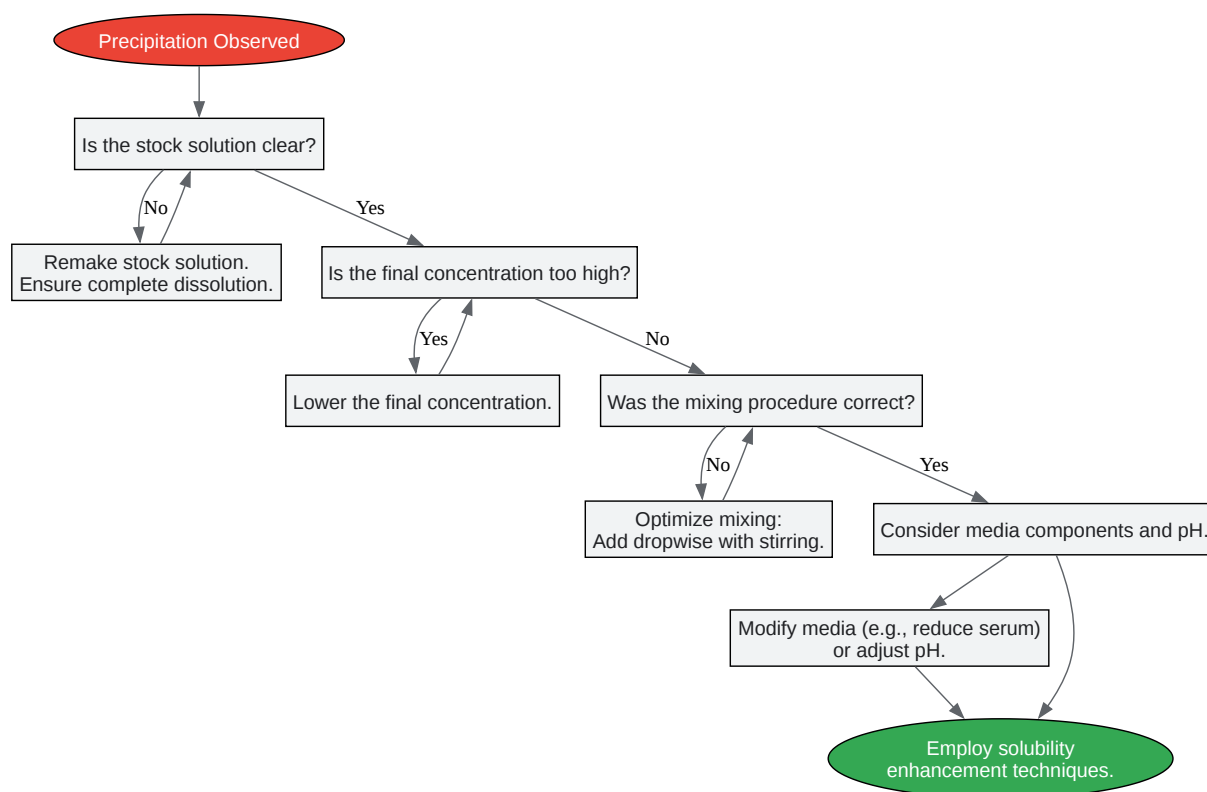 Precipitation Observed
Is the stock solution clear?
No
Yes
Remake stock solution.
Ensure complete dissolution.
Is the final concentration too high?
Yes
No
Lower the final concentration.
Was the mixing procedure correct?
No
Yes
Optimize mixing:
Add dropwise with stirring.
Consider media components and pH.
Modify media (e.g., reduce serum)
or adjust pH.
Employ solubility
enhancement techniques.